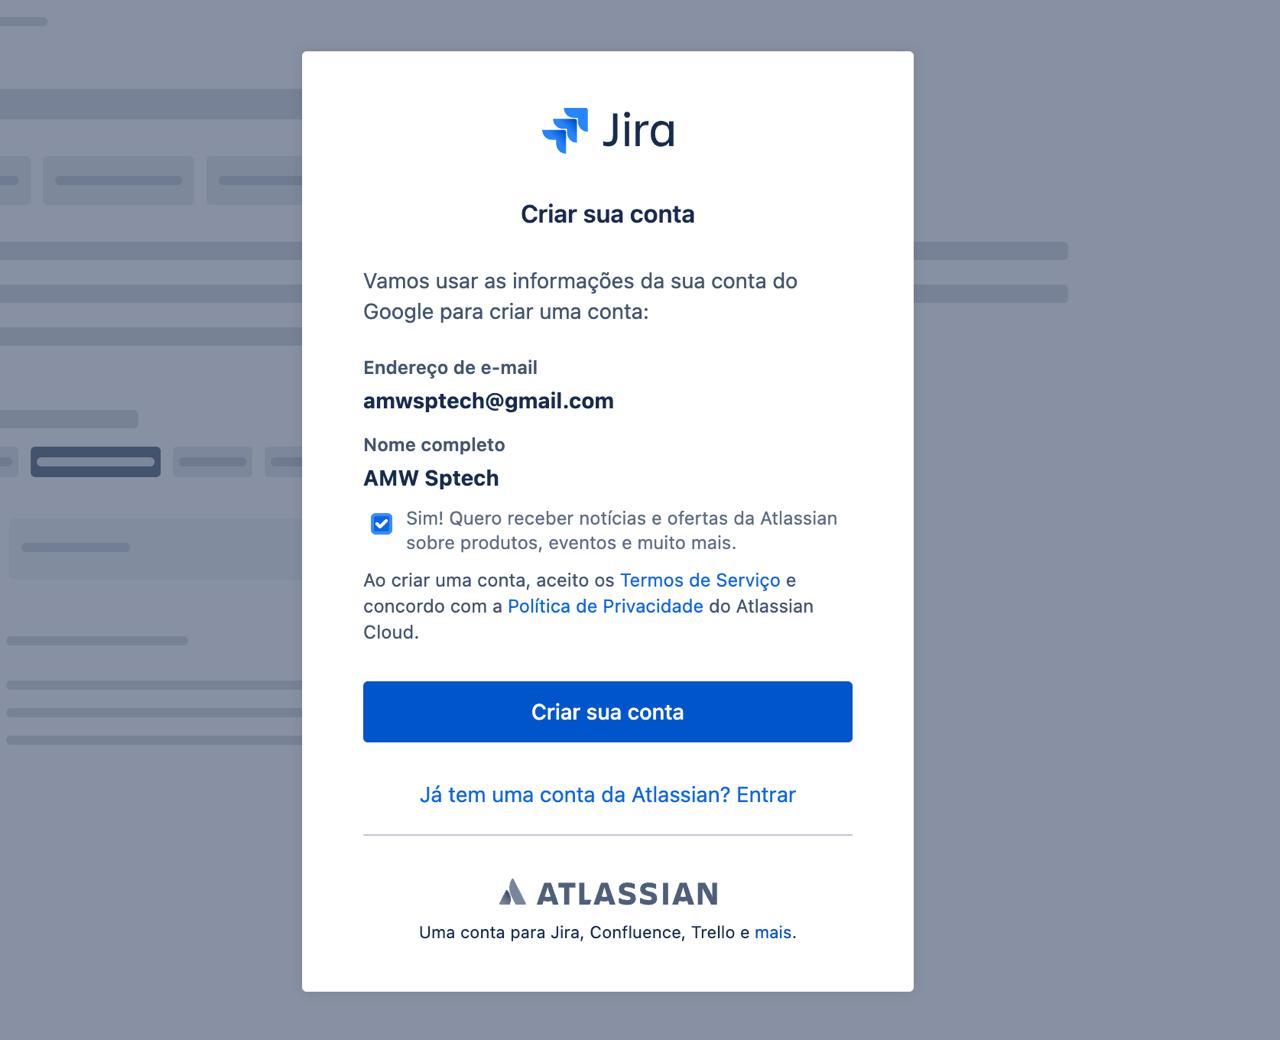 Jira
Criar sua conta
Vamos usar as informações da sua conta do
Google para criar uma conta:
Endereço de e-mail
amwsptech@gmail.com
Nome completo
AMW Sptech
Sim! Quero receber notícias e ofertas da Atlassian
sobre produtos, eventos e muito mais.
Ao criar uma conta, aceito os Termos de Serviço e
concordo com a Política de Privacidade do Atlassian
Cloud.
Criar sua conta
Já tem uma conta da Atlassian? Entrar
ATLASSIAN
Uma conta para Jira, Confluence, Trello e mais.